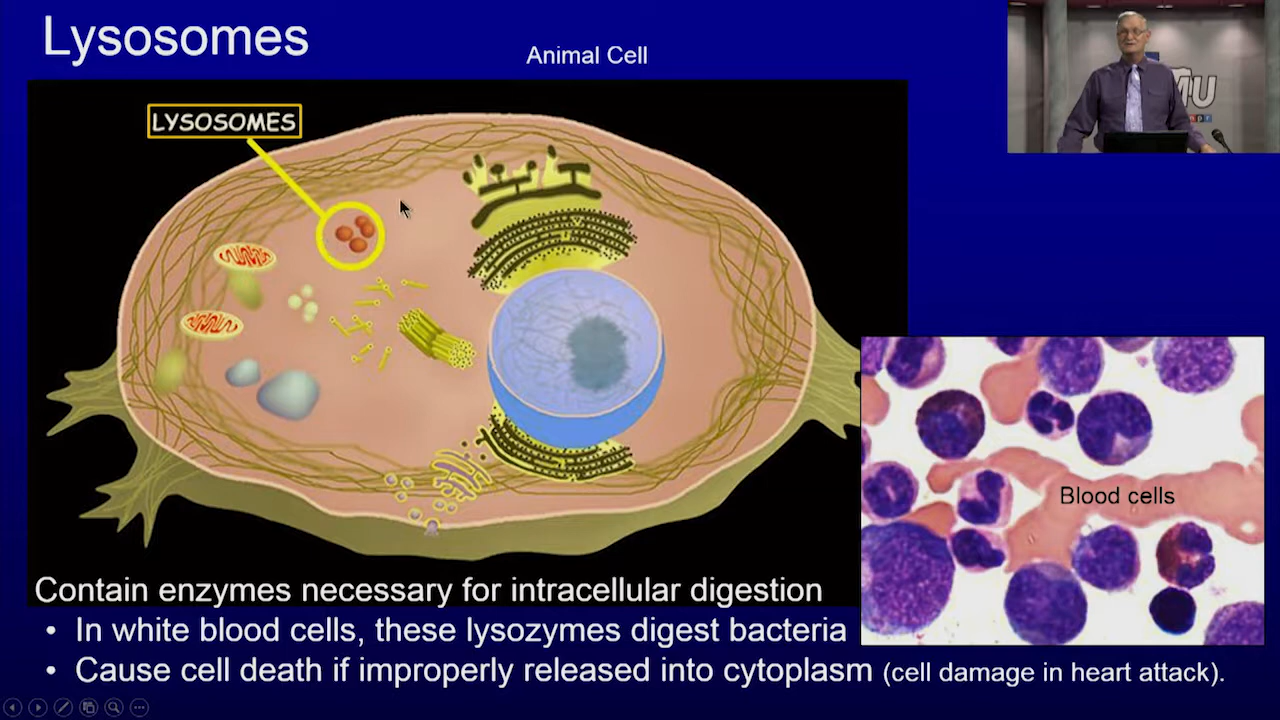 Lysosomes
Animal Cell
LYSOSOMES
MU
Blood cells
Contain enzymes necessary for intracellular digestion
• In white blood cells, these lysozymes digest bacteria
• Cause cell death if improperly released into cytoplasm (cell damage in heart attack).